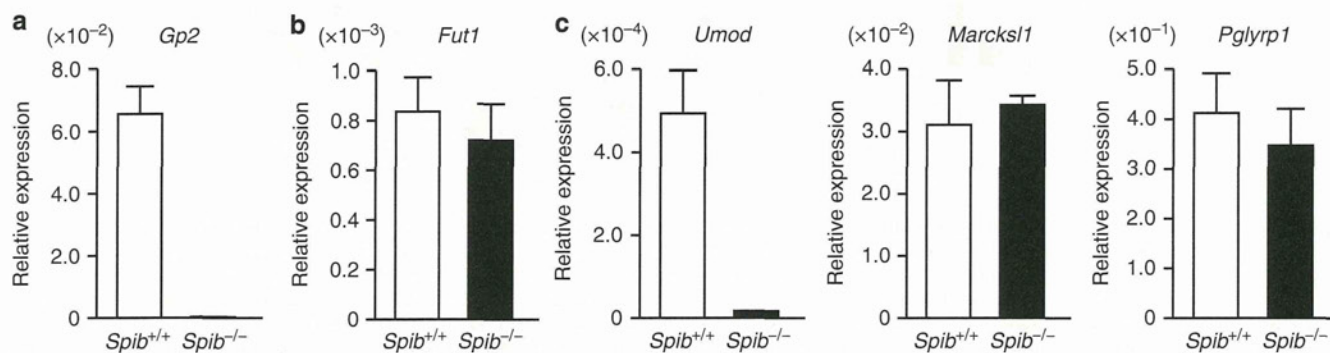 a (×10⁻²) Gp2
Relative expression
8.0
6.0
4.0
2.0
0
Spib⁺/⁺ Spib⁻/⁻
b (×10⁻³) Fut1
Relative expression
1.0
0.8
0.6
0.4
0.2
0
Spib⁺/⁺ Spib⁻/⁻
c (×10⁻⁴) Umod
Relative expression
6.0
4.0
2.0
0
Spib⁺/⁺ Spib⁻/⁻
(×10⁻²) Marcksl1
Relative expression
4.0
3.0
2.0
1.0
0
Spib⁺/⁺ Spib⁻/⁻
(×10⁻¹) Pglyrp1
Relative expression
5.0
4.0
3.0
2.0
1.0
0
Spib⁺/⁺ Spib⁻/⁻